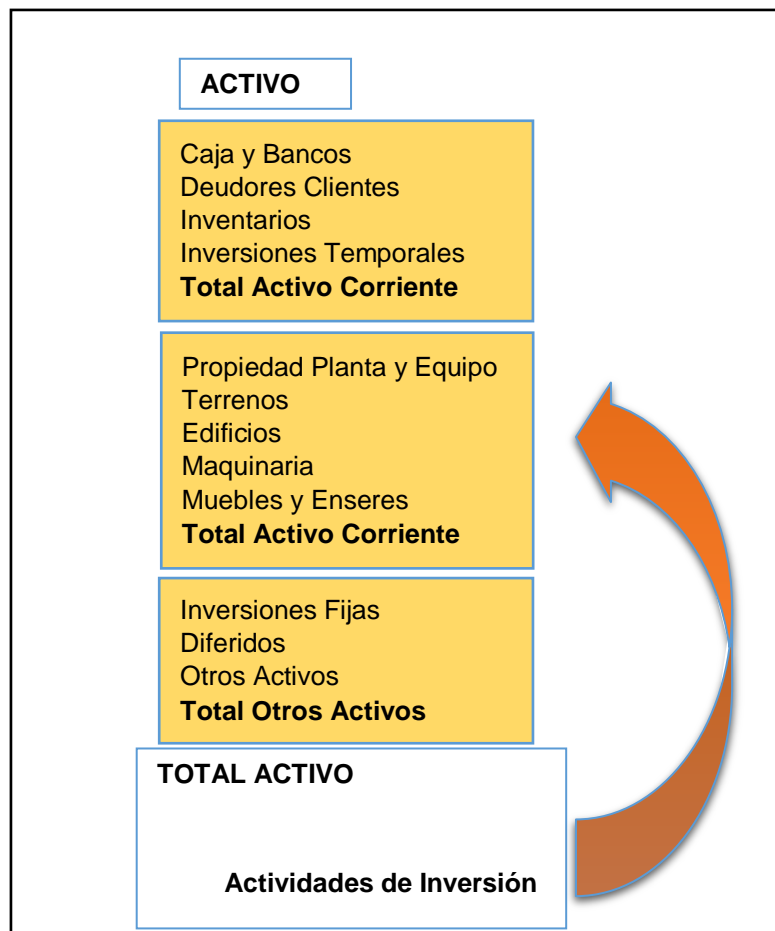 ACTIVO
Caja y Bancos
Deudores Clientes
Inventarios
Inversiones Temporales
Total Activo Corriente
Propiedad Planta y Equipo
Terrenos
Edificios
Maquinaria
Muebles y Enseres
Total Activo Corriente
Inversiones Fijas
Diferidos
Otros Activos
Total Otros Activos
TOTAL ACTIVO
Actividades de Inversión